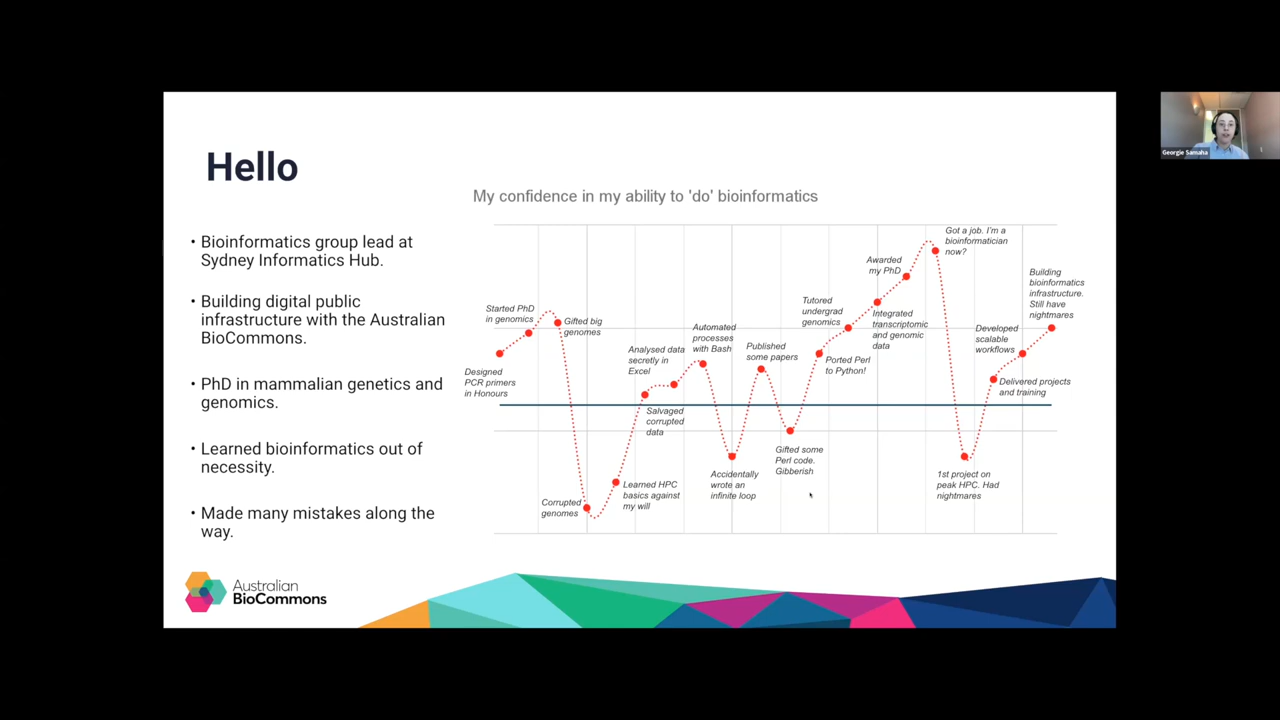 Hello
• Bioinformatics group lead at
Sydney Informatics Hub.
• Building digital public
infrastructure with the Australian
BioCommons.
• PhD in mammalian genetics and
genomics.
• Learned bioinformatics out of
necessity.
• Made many mistakes along the
way.
My confidence in my ability to 'do' bioinformatics
Designed
PCR primers
in Honours
Started PhD
in genomics
Gifted big
genomes
Corrupted
genomes
Learned HPC
basics against
my will
Analysed data
secretly in
Excel
Salvaged
corrupted
data
Automated
processes
with Bash
Accidentally
wrote an
infinite loop
Published
some papers
Gifted some
Perl code.
Gibberish
Tutored
undergrad
genomics
Ported Perl
to Python!
Integrated
transcriptomic
and genomic
data
Awarded
my PhD
Got a job. I'm a
bioinformatician
now?
1st project on
peak HPC. Had
nightmares
Delivered projects
and training
Developed
scalable
workflows
Building
bioinformatics
infrastructure.
Still have
nightmares
Australian
BioCommons
Georgie Samaha